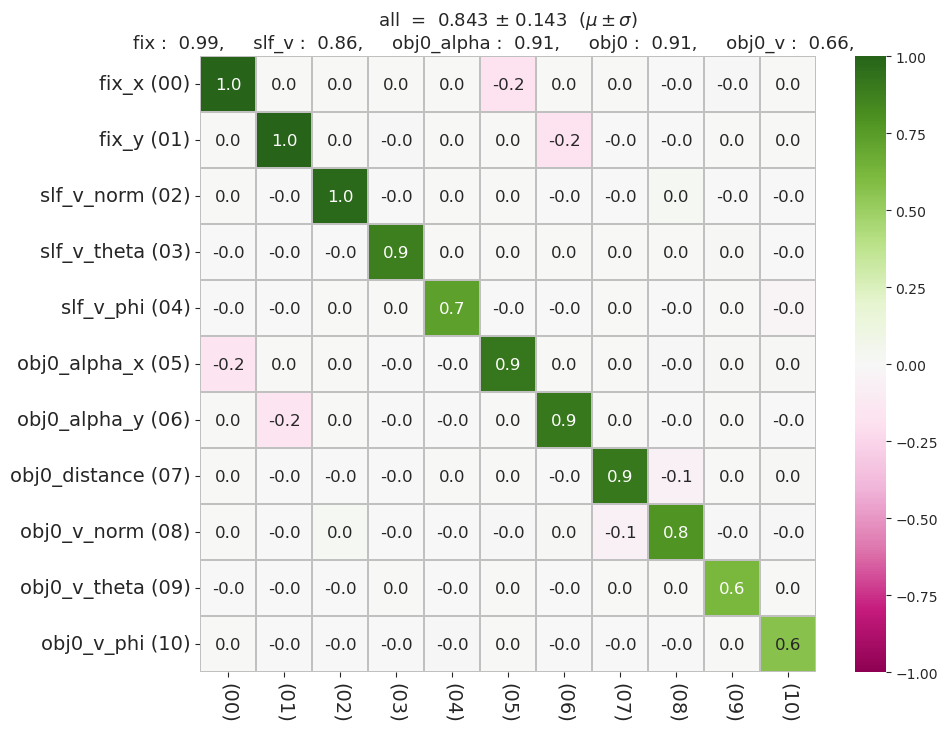 all  =  0.843 ± 0.143  (μ ± σ)
fix :  0.99,     slf_v :  0.86,     obj0_alpha :  0.91,     obj0 :  0.91,     obj0_v :  0.66,
fix_x (00) 1.0 0.0 0.0 0.0 0.0 -0.2 0.0 0.0 -0.0 -0.0 0.0
fix_y (01) 0.0 1.0 0.0 -0.0 0.0 0.0 -0.2 -0.0 -0.0 0.0 -0.0
slf_v_norm (02) 0.0 -0.0 1.0 -0.0 0.0 0.0 0.0 -0.0 0.0 0.0 -0.0
slf_v_theta (03) -0.0 -0.0 -0.0 0.9 0.0 0.0 0.0 0.0 0.0 0.0 -0.0
slf_v_phi (04) -0.0 -0.0 0.0 0.0 0.7 -0.0 -0.0 0.0 -0.0 0.0 -0.0
obj0_alpha_x (05) -0.2 0.0 0.0 -0.0 -0.0 0.9 0.0 0.0 -0.0 0.0 0.0
obj0_alpha_y (06) 0.0 -0.2 0.0 0.0 0.0 0.0 0.9 -0.0 0.0 0.0 0.0
obj0_distance (07) 0.0 -0.0 -0.0 -0.0 0.0 0.0 -0.0 0.9 -0.1 0.0 0.0
obj0_v_norm (08) 0.0 -0.0 0.0 0.0 -0.0 -0.0 0.0 -0.1 0.8 -0.0 -0.0
obj0_v_theta (09) -0.0 -0.0 -0.0 0.0 -0.0 0.0 -0.0 0.0 0.0 0.6 0.0
obj0_v_phi (10) 0.0 -0.0 0.0 -0.0 -0.0 0.0 0.0 -0.0 -0.0 0.0 0.6
(00) (01) (02) (03) (04) (05) (06) (07) (08) (09) (10)
1.00
0.75
0.50
0.25
0.00
−0.25
−0.50
−0.75
−1.00